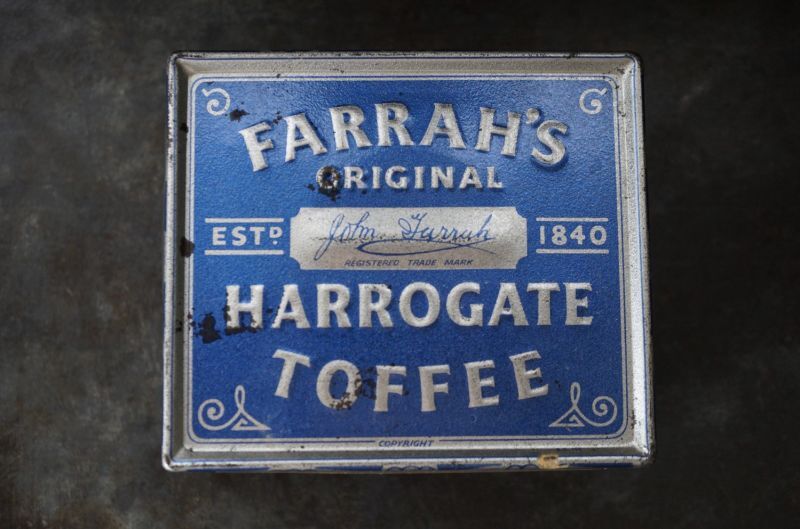 FARRAH'S
ORIGINAL
ESTD. John Farrah 1840
REGISTERED TRADE MARK
HARROGATE
TOFFEE
COPYRIGHT